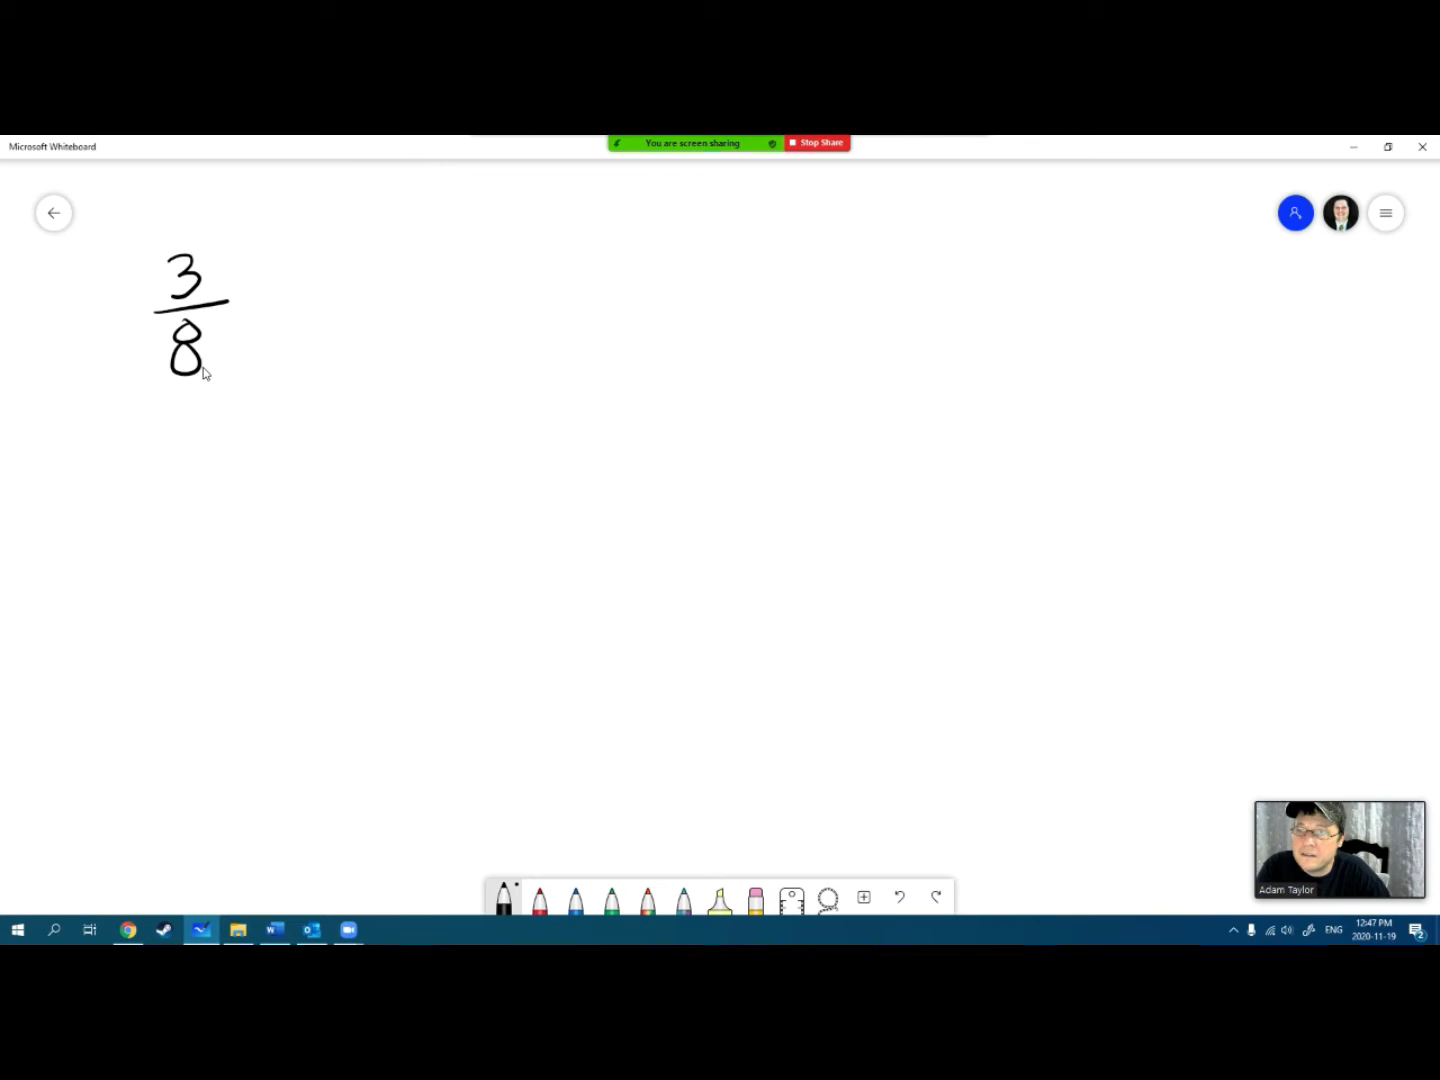 Microsoft Whiteboard
You are screen sharing
Stop Share
3
8
Adam Taylor
ENG
12:47 PM
2020-11-19
2